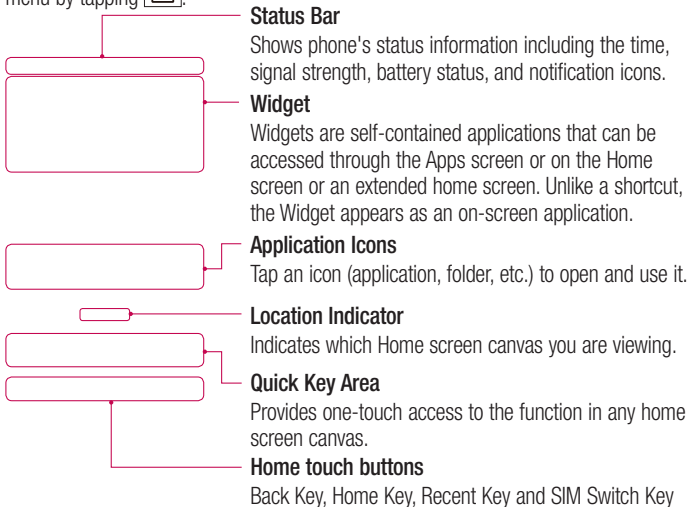 menu by tapping
Status Bar
Shows phone's status information including the time,
signal strength, battery status, and notification icons.
Widget
Widgets are self-contained applications that can be
accessed through the Apps screen or on the Home
screen or an extended home screen. Unlike a shortcut,
the Widget appears as an on-screen application.
Application Icons
Tap an icon (application, folder, etc.) to open and use it.
Location Indicator
Indicates which Home screen canvas you are viewing.
Quick Key Area
Provides one-touch access to the function in any home
screen canvas.
Home touch buttons
Back Key, Home Key, Recent Key and SIM Switch Key